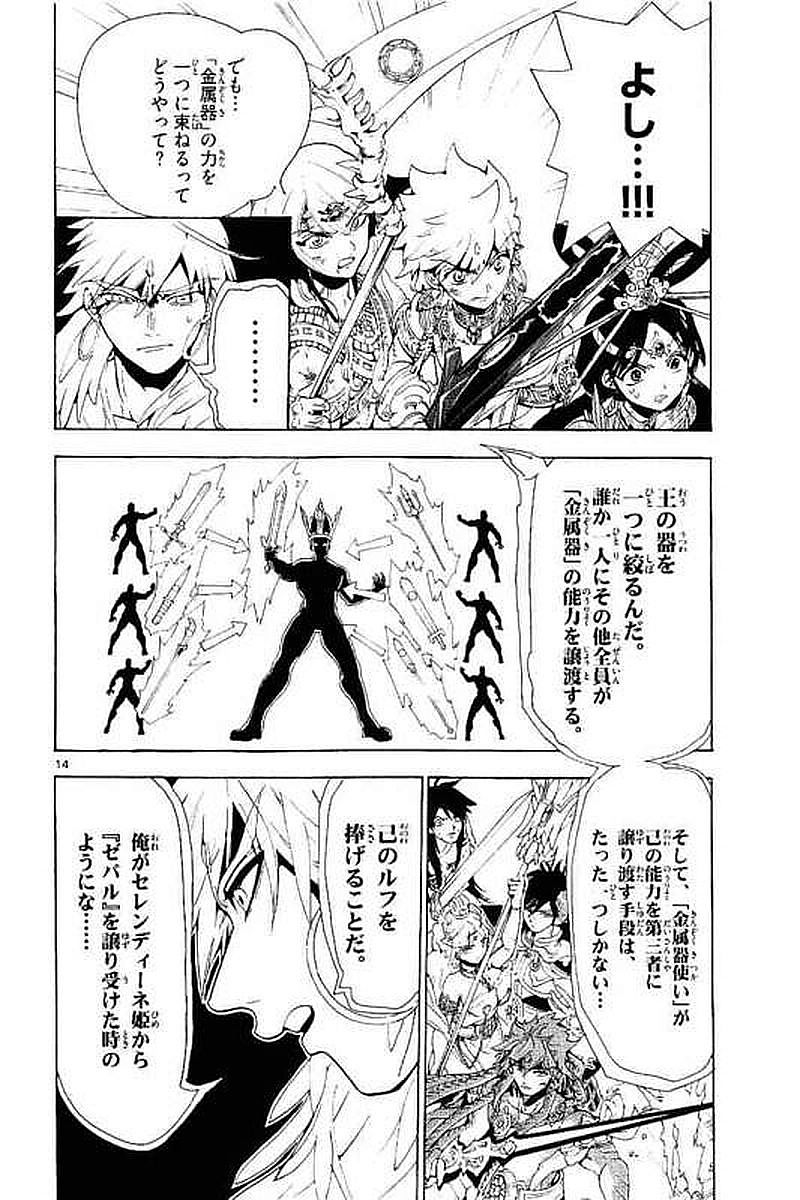 よし…!!!
でも…
「金属器」の力を
一つに束ねるって
どうやって？
………
王の器を
一つに絞るんだ。
誰か一人にその他全員が
「金属器」の能力を譲渡する。
そして、「金属器使い」が
己の能力を第三者に
譲り渡す手段は、
たった一つしかない…
己のルフを
捧げることだ。
俺がセレンディーネ姫から
『ゼパル』を譲り受けた時の
ようにな……
14